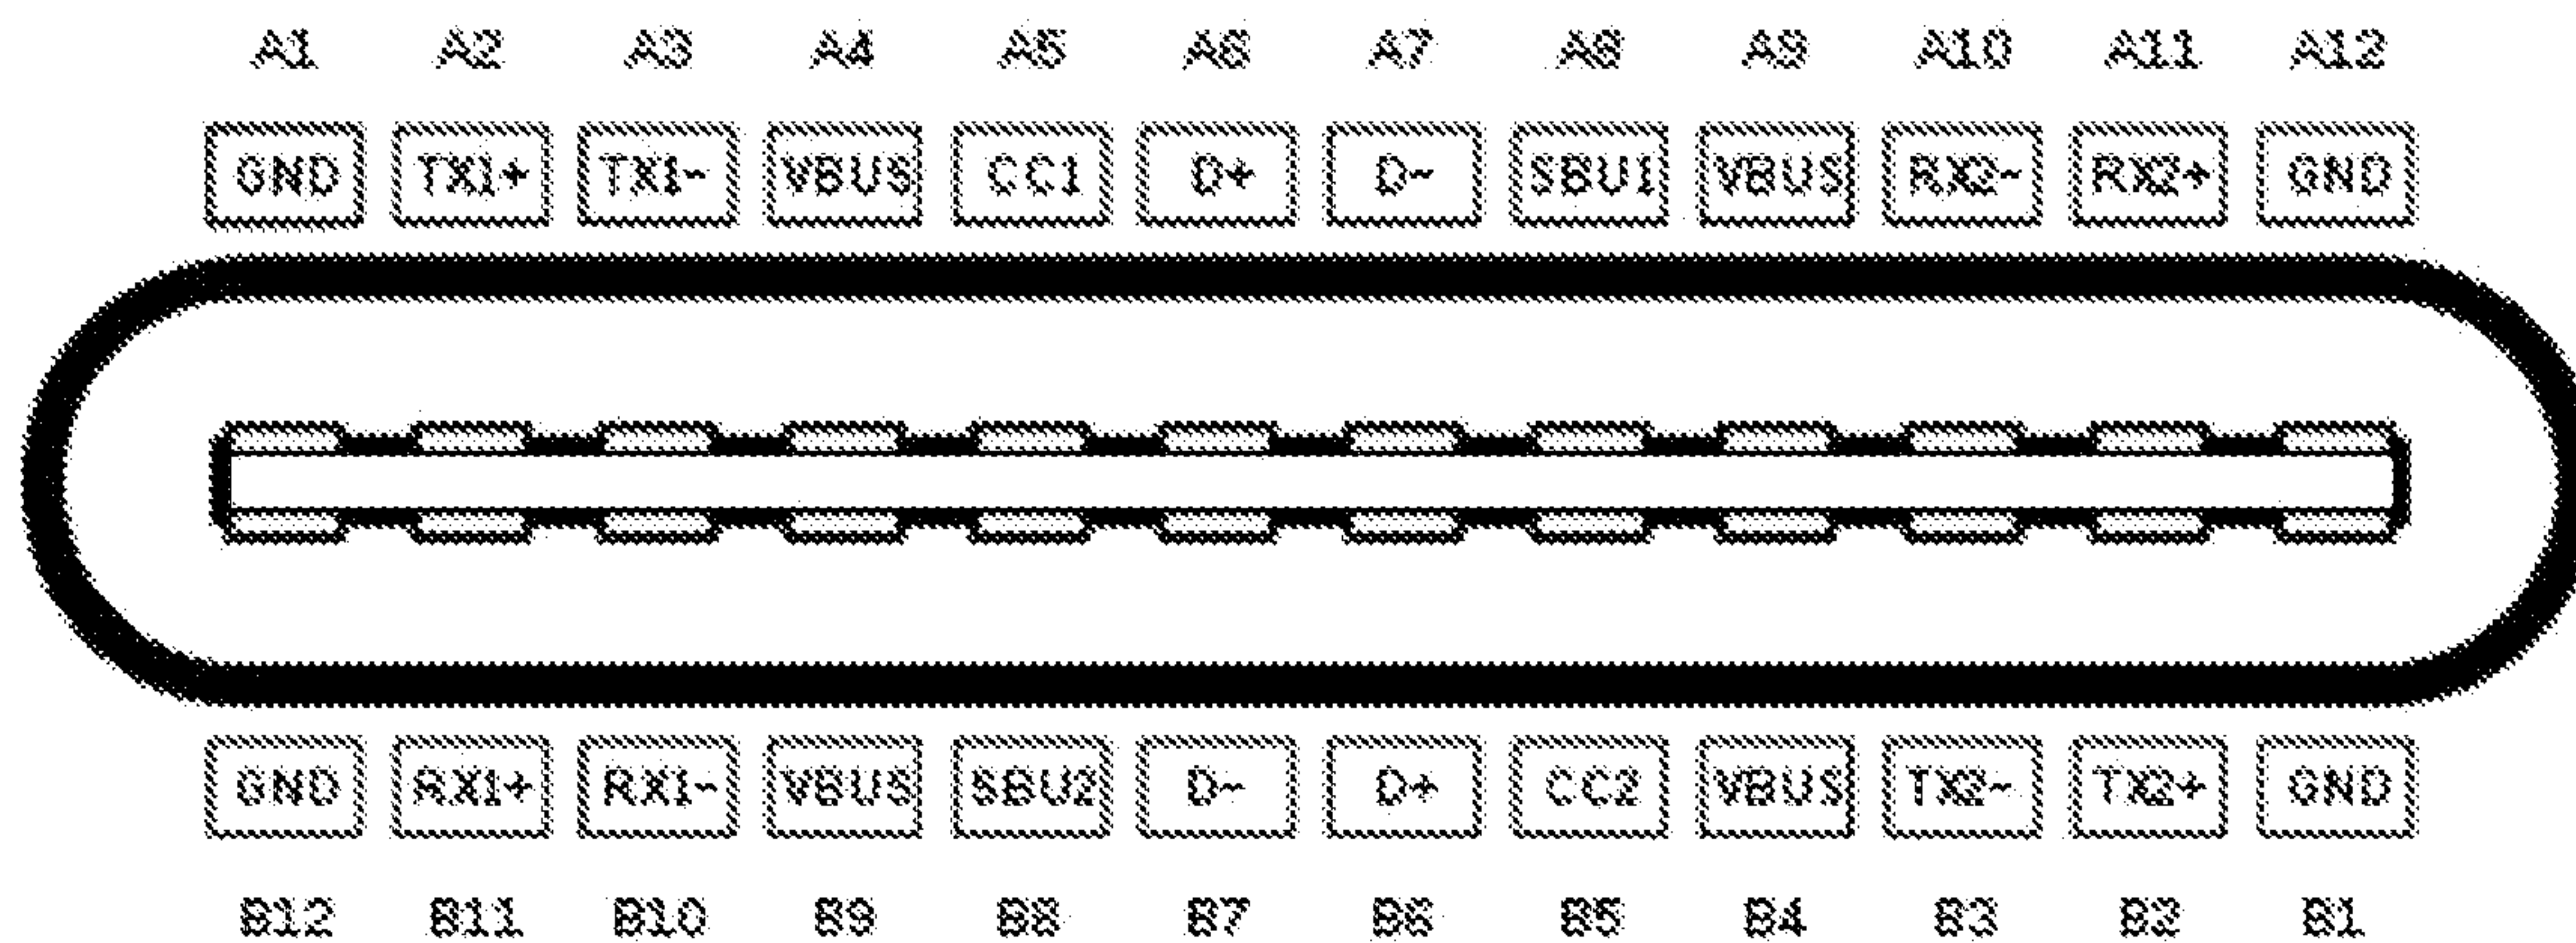 A1 A2 A3 A4 A5 A6 A7 A8 A9 A10 A11 A12
GND TX1+ TX1- VBUS CC1 D+ D- SBU1 VBUS RX2- RX2+ GND
GND RX1+ RX1- VBUS SBU2 D- D+ CC2 VBUS TX2- TX2+ GND
B12 B11 B10 B9 B8 B7 B6 B5 B4 B3 B2 B1